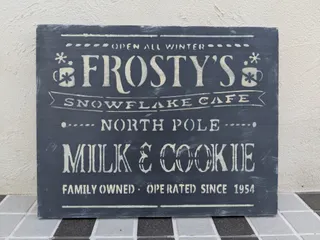 OPEN ALL WINTER
FROSTY'S
SNOWFLAKE CAFE
NORTH POLE
MILK & COOKIE
FAMILY OWNED · OPERATED SINCE 1954